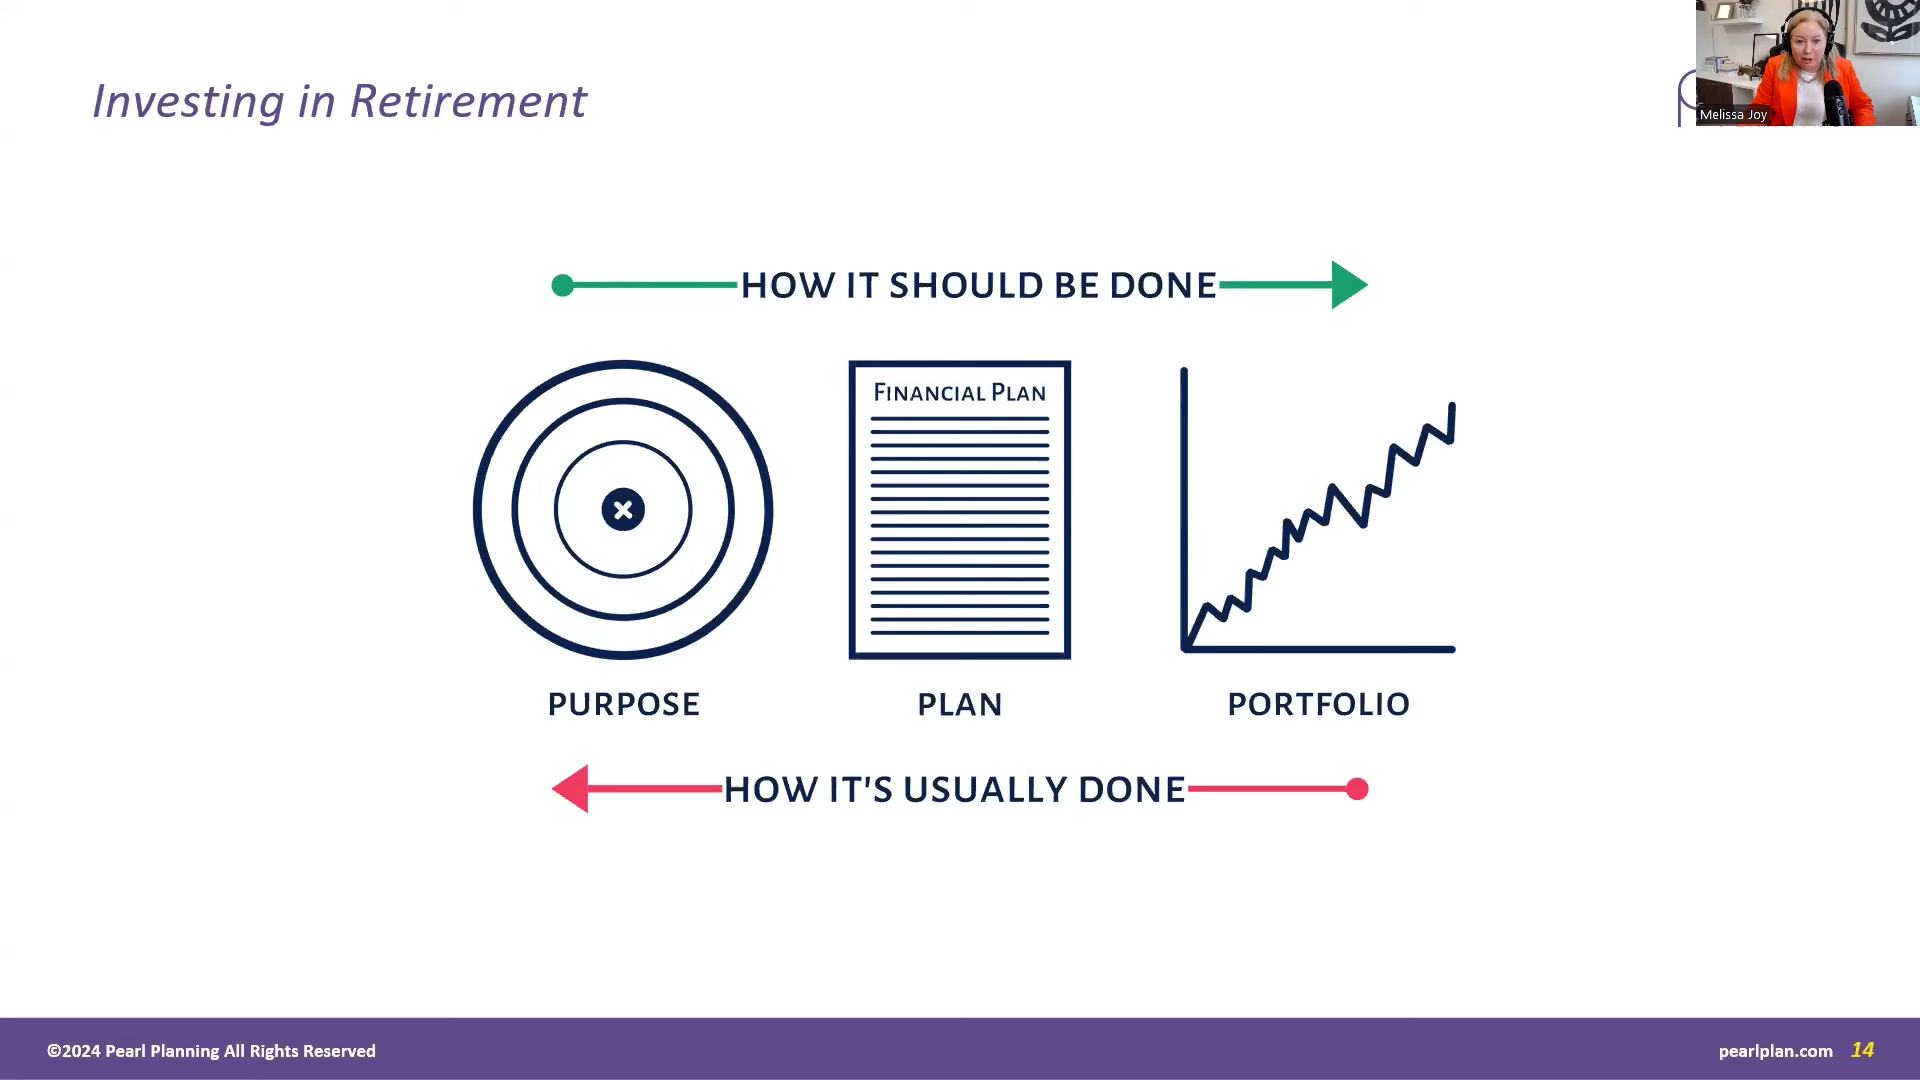 Investing in Retirement
Melissa Joy
HOW IT SHOULD BE DONE
FINANCIAL PLAN
PURPOSE
PLAN
PORTFOLIO
HOW IT'S USUALLY DONE
©2024 Pearl Planning All Rights Reserved
pearlplan.com 14